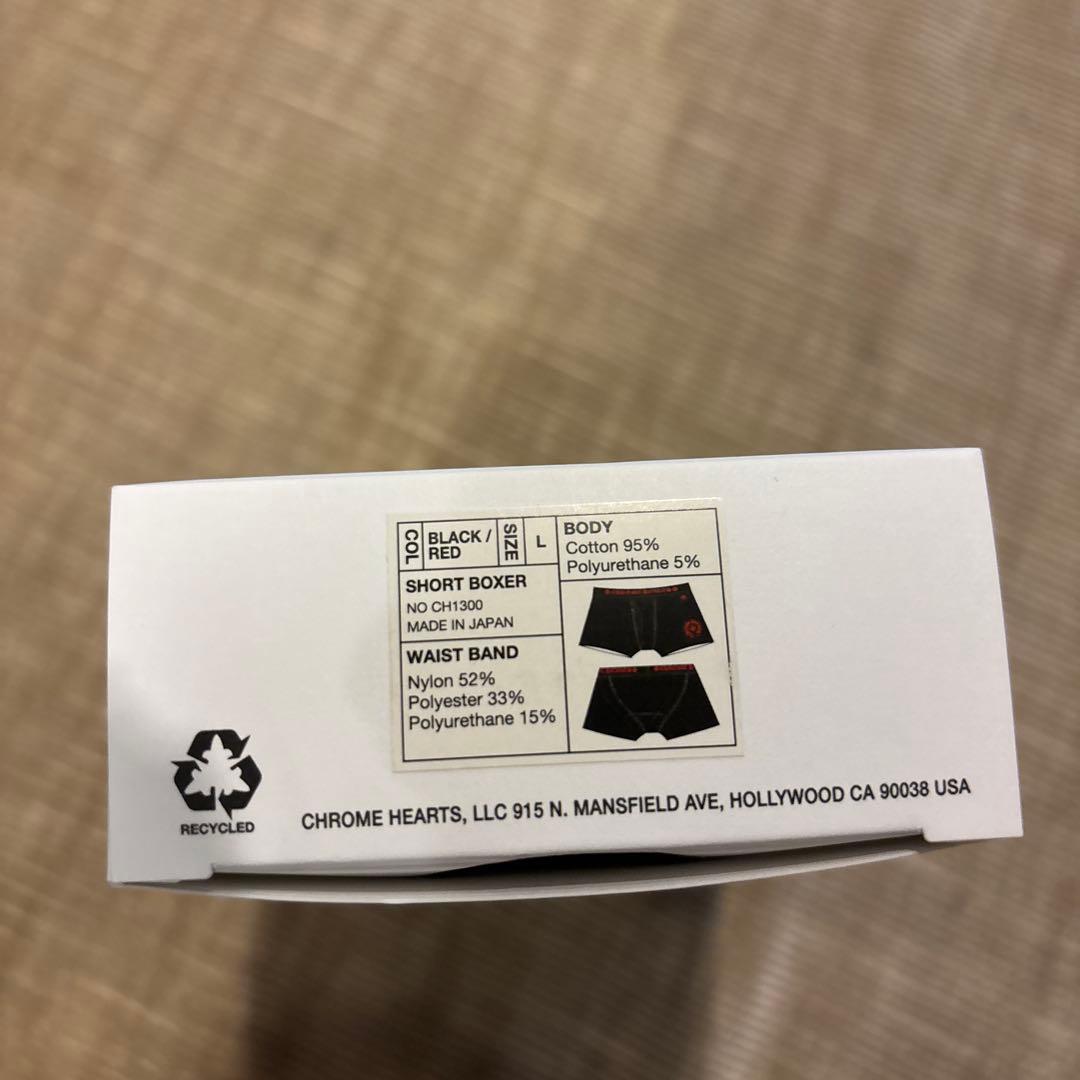 COL
BLACK /
RED
SIZE
L
SHORT BOXER
NO CH1300
MADE IN JAPAN
WAIST BAND
Nylon 52%
Polyester 33%
Polyurethane 15%
BODY
Cotton 95%
Polyurethane 5%
RECYCLED
CHROME HEARTS, LLC 915 N. MANSFIELD AVE, HOLLYWOOD CA 90038 USA